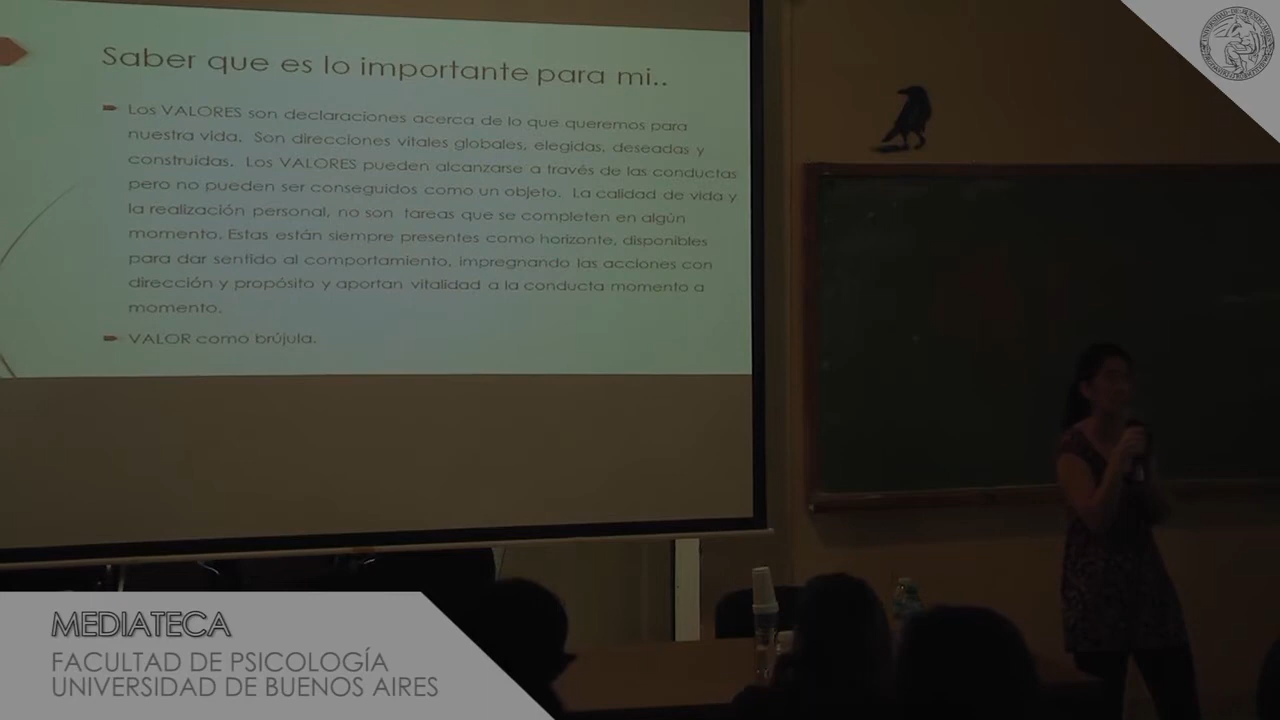 Saber que es lo importante para mi..
Los VALORES son declaraciones acerca de lo que queremos para
nuestra vida. Son direcciones vitales globales, elegidas, deseadas y
construidas. Los VALORES pueden alcanzarse a través de las conductas
pero no pueden ser conseguidos como un objeto. La calidad de vida y
la realización personal, no son tareas que se completen en algún
momento. Estas están siempre presentes como horizonte, disponibles
para dar sentido al comportamiento, impregnando las acciones con
dirección y propósito y aportan vitalidad a la conducta momento a
momento.
VALOR como brújula.
MEDIATECA
FACULTAD DE PSICOLOGÍA
UNIVERSIDAD DE BUENOS AIRES